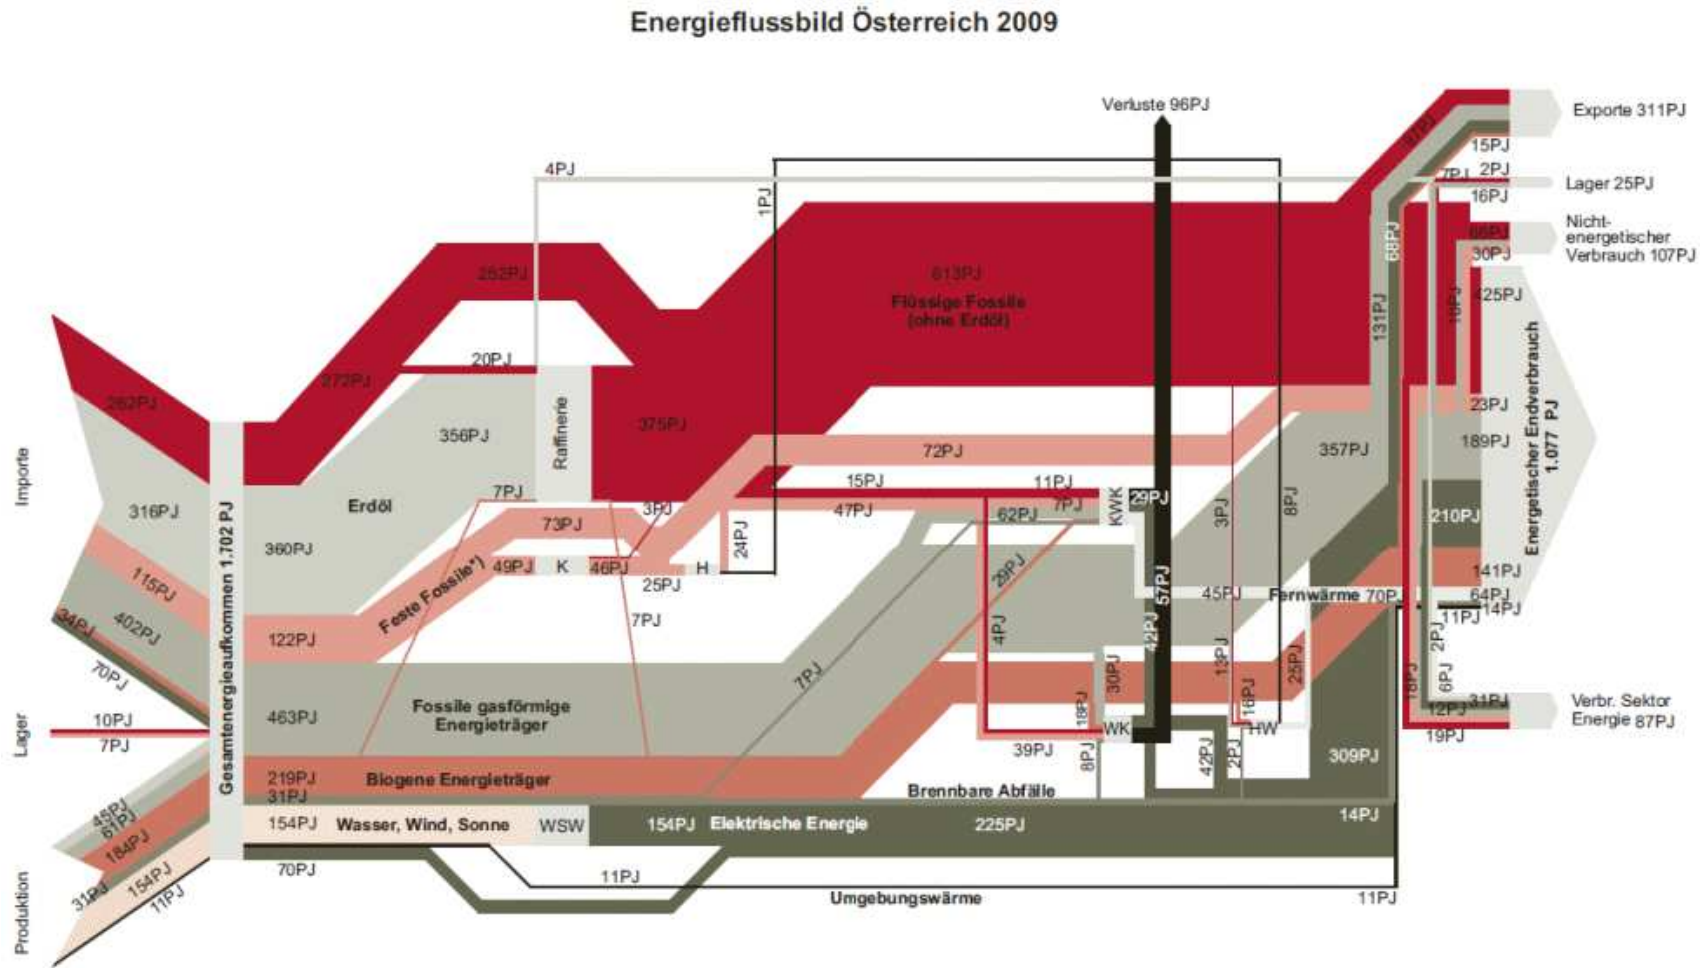 Energieflussbild Österreich 2009
Verluste 96PJ
Exporte 311PJ
15PJ
4PJ
2PJ
7PJ
Lager 25PJ
16PJ
1PJ
Nicht-
energetischer
Verbrauch 107PJ
66PJ
30PJ
68PJ
252PJ
613PJ
Flüssige Fossile
(ohne Erdöl)
425PJ
131PJ
20PJ
272PJ
262PJ
23PJ
356PJ
Raffinerie
375PJ
72PJ
357PJ
189PJ
Energetischer Endverbrauch
1.077 PJ
Importe
316PJ
Erdöl
7PJ
15PJ
11PJ
KWK
29PJ
73PJ
3PJ
47PJ
62PJ
7PJ
3PJ
8PJ
210PJ
360PJ
24PJ
49PJ
K
46PJ
H
25PJ
29PJ
115PJ
Feste Fossile*)
141PJ
57PJ
45PJ
Fernwärme 70PJ
64PJ
14PJ
11PJ
34PJ
402PJ
122PJ
7PJ
4PJ
42PJ
2PJ
70PJ
7PJ
30PJ
13PJ
25PJ
6PJ
18PJ
Gesamtenergieaufkommen 1.702 PJ
463PJ
Fossile gasförmige
Energieträger
18PJ
16PJ
31PJ
12PJ
Verbr. Sektor
Energie 87PJ
Lager
10PJ
7PJ
WK
HW
19PJ
39PJ
8PJ
42PJ
2PJ
309PJ
219PJ
Biogene Energieträger
31PJ
Brennbare Abfälle
61PJ
184PJ
154PJ
Wasser, Wind, Sonne
WSW
154PJ
Elektrische Energie
225PJ
14PJ
Produktion
31PJ
154PJ
11PJ
70PJ
11PJ
Umgebungswärme
11PJ